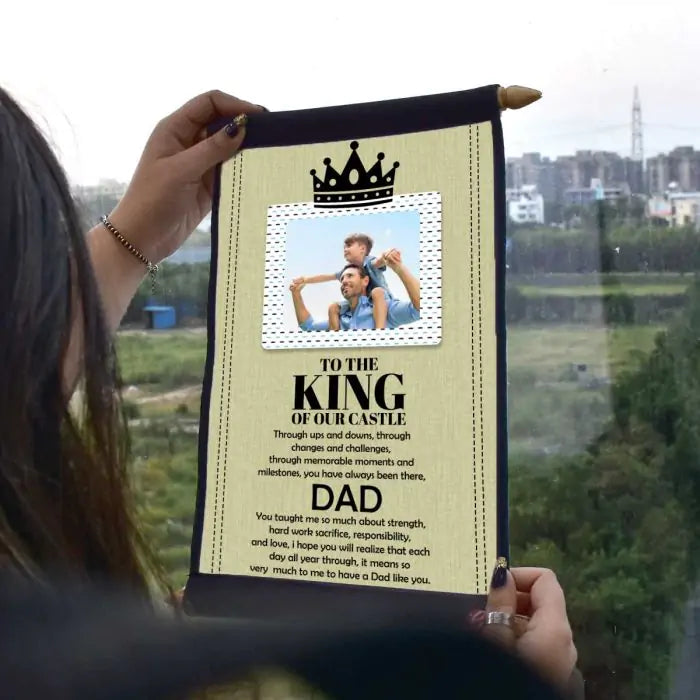 TO THE
KING
OF OUR CASTLE
Through ups and downs, through
changes and challenges,
through memorable moments and
milestones, you have always been there,
DAD
You taught me so much about strength,
hard work sacrifice, responsibility,
and love, i hope you will realize that each
day all year through, it means so
very much to me to have a Dad like you.